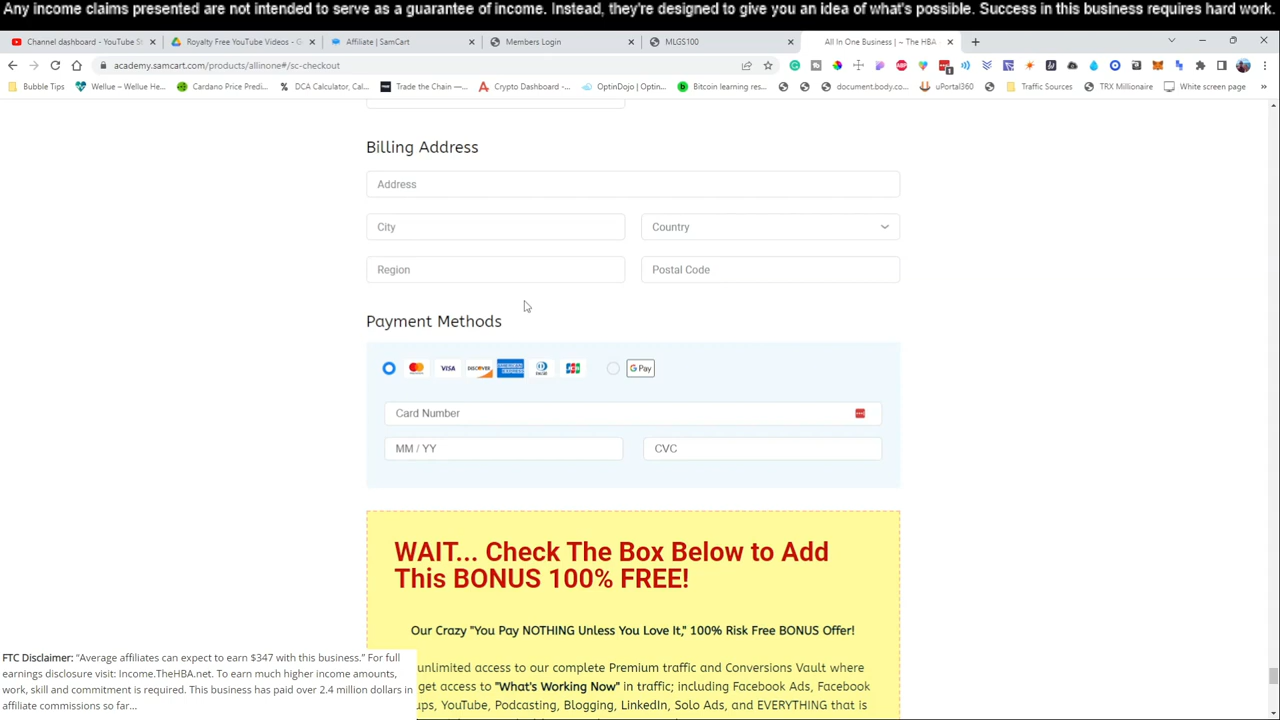 Any income claims presented are not intended to serve as a guarantee of income. Instead, they're designed to give you an idea of what's possible. Success in this business requires hard work.
Channel dashboard - YouTube St
Royalty Free YouTube Videos - G
Affiliate | SamCart
Members Login
MLGS100
All In One Business | ~ The HBA
academy.samcart.com/products/allinone#/sc-checkout
Bubble Tips
Wellue – Wellue He...
Cardano Price Predi...
DCA Calculator, Cal...
Trade the Chain —...
Crypto Dashboard -...
OptinDojo | Optin...
Bitcoin learning res...
document.body.co...
uPortal360
Traffic Sources
TRX Millionaire
White screen page
Billing Address
Address
City
Country
Region
Postal Code
Payment Methods
VISA
DISCOVER
AMERICAN EXPRESS
JCB
G Pay
Card Number
MM / YY
CVC
WAIT... Check The Box Below to Add
This BONUS 100% FREE!
Our Crazy "You Pay NOTHING Unless You Love It," 100% Risk Free BONUS Offer!
unlimited access to our complete Premium traffic and Conversions Vault where
get access to "What's Working Now" in traffic; including Facebook Ads, Facebook
ups, YouTube, Podcasting, Blogging, LinkedIn, Solo Ads, and EVERYTHING that is
FTC Disclaimer: "Average affiliates can expect to earn $347 with this business." For full
earnings disclosure visit: Income.TheHBA.net. To earn much higher income amounts,
work, skill and commitment is required. This business has paid over 2.4 million dollars in
affiliate commissions so far...